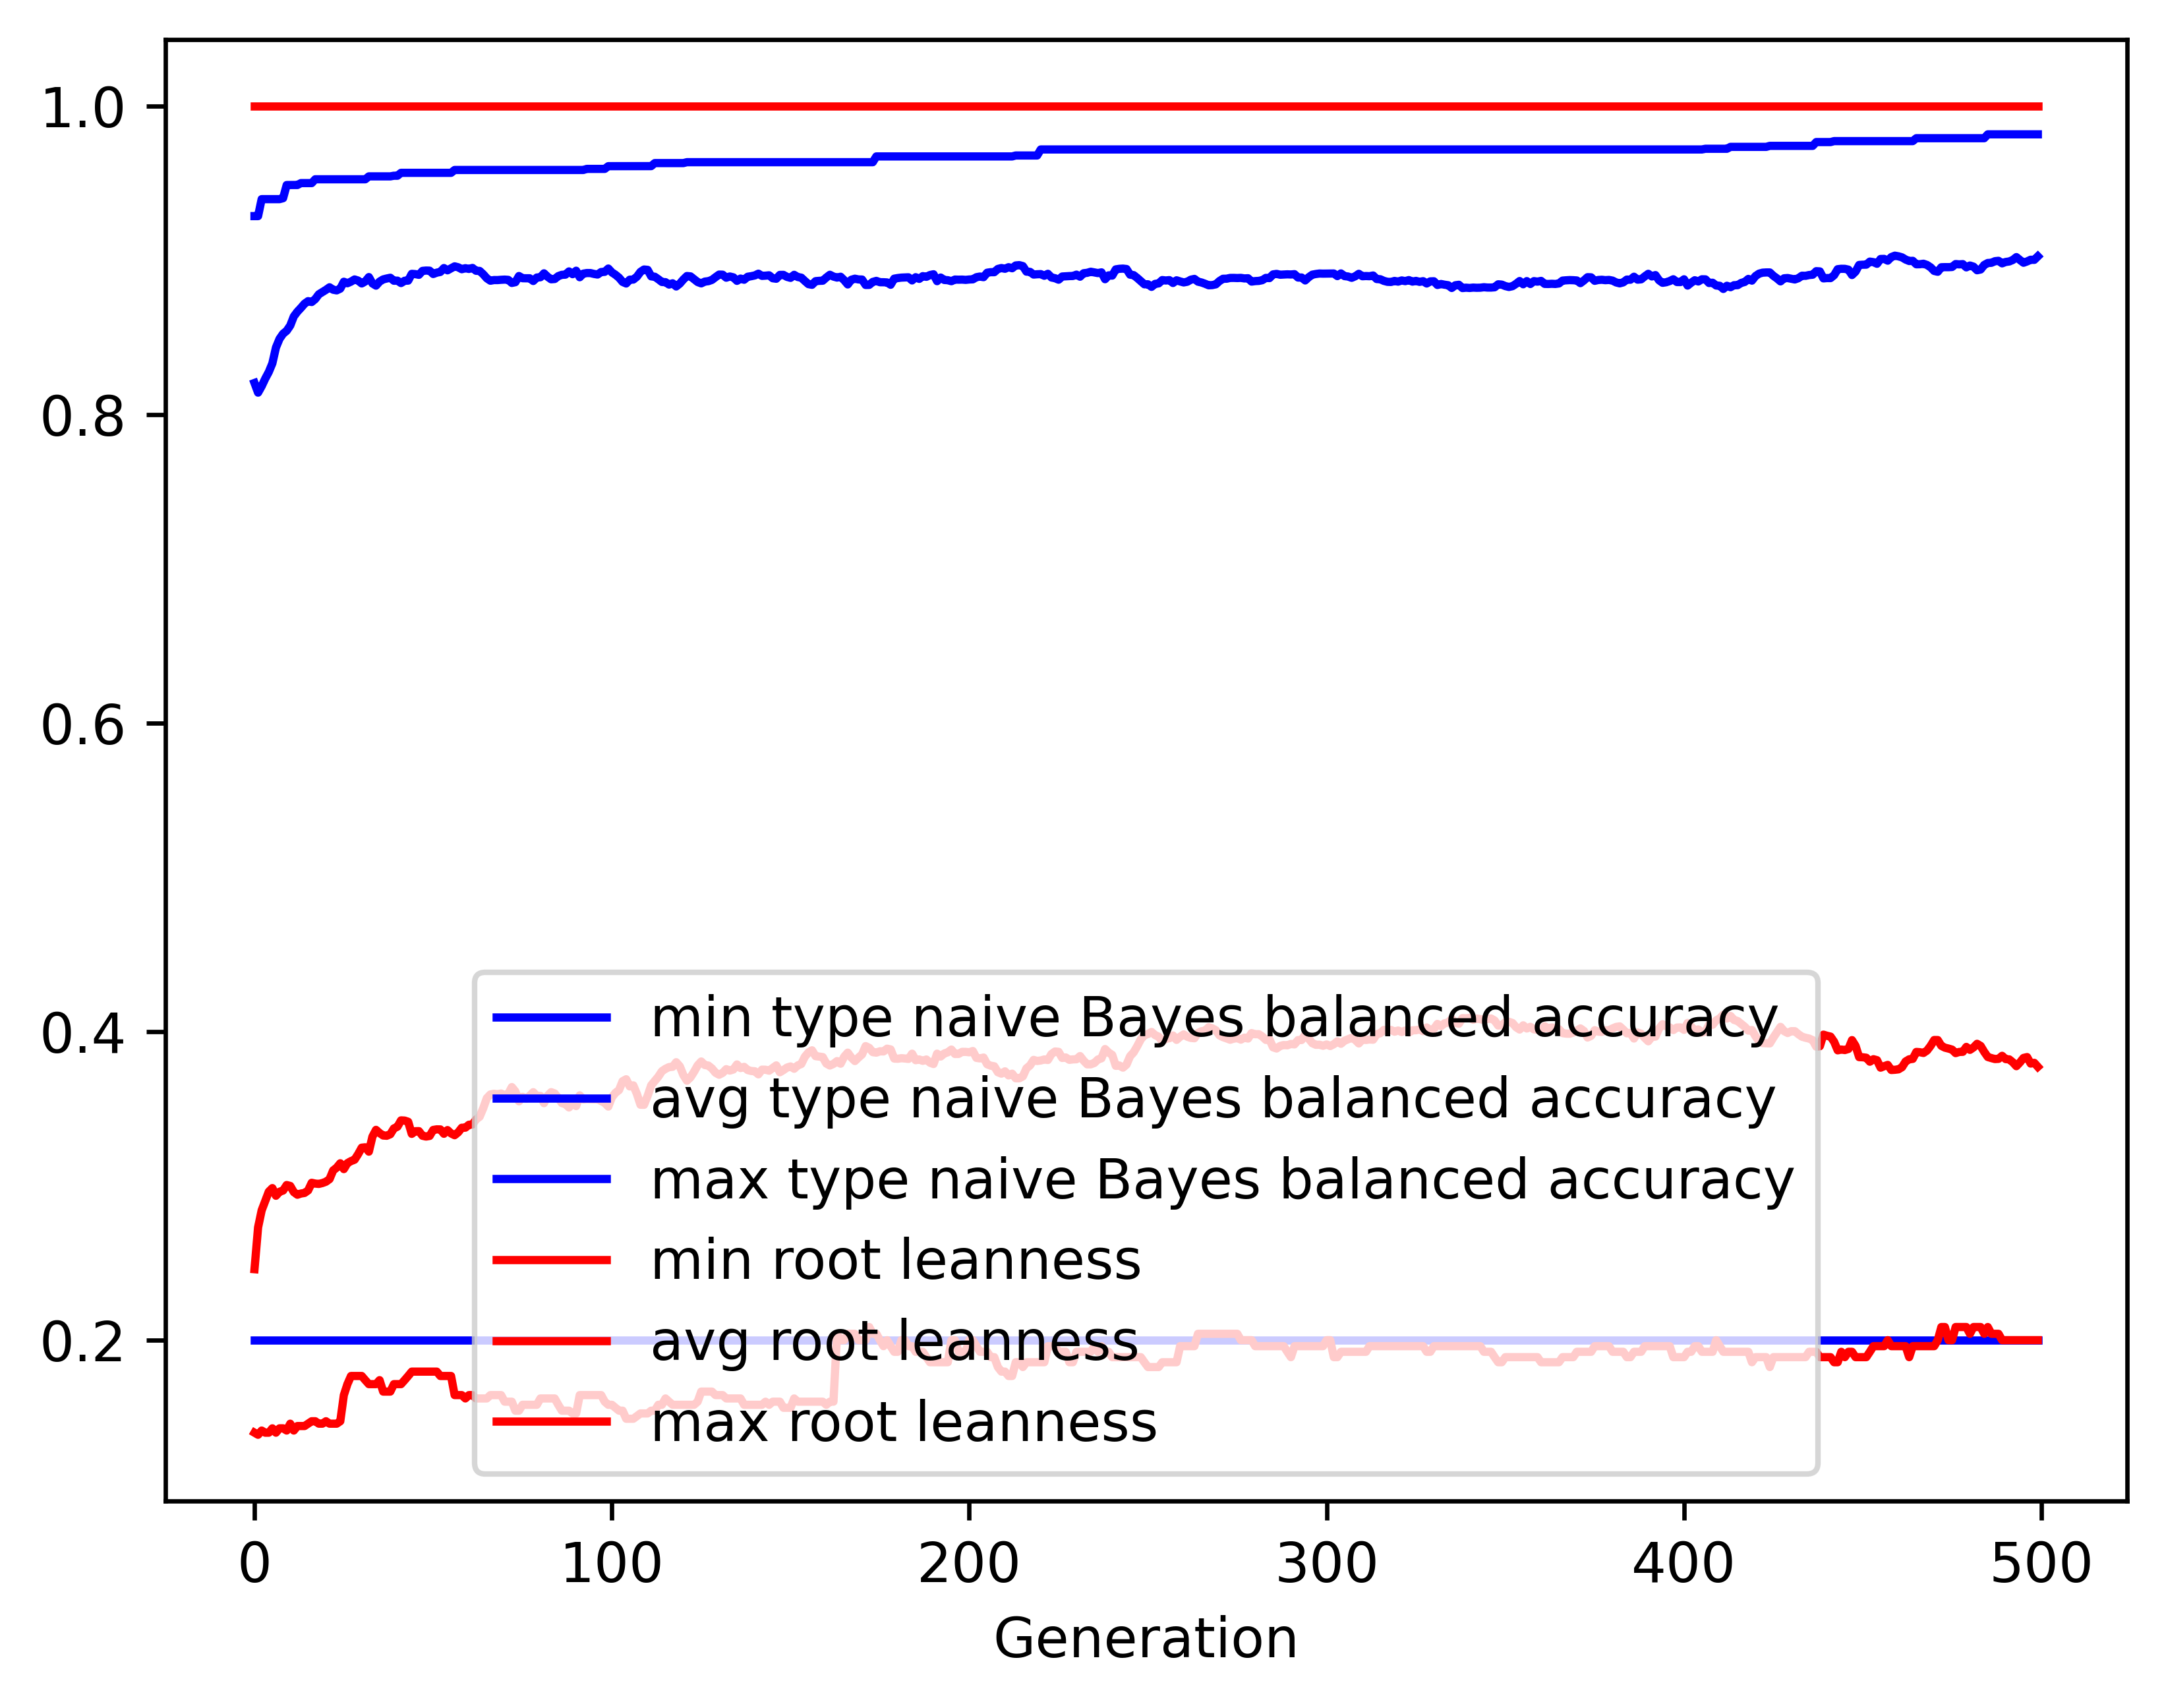 1.0
0.8
0.6
0.4
0.2
min type naive Bayes balanced accuracy
avg type naive Bayes balanced accuracy
max type naive Bayes balanced accuracy
min root leanness
avg root leanness
max root leanness
0 100 200 300 400 500
Generation